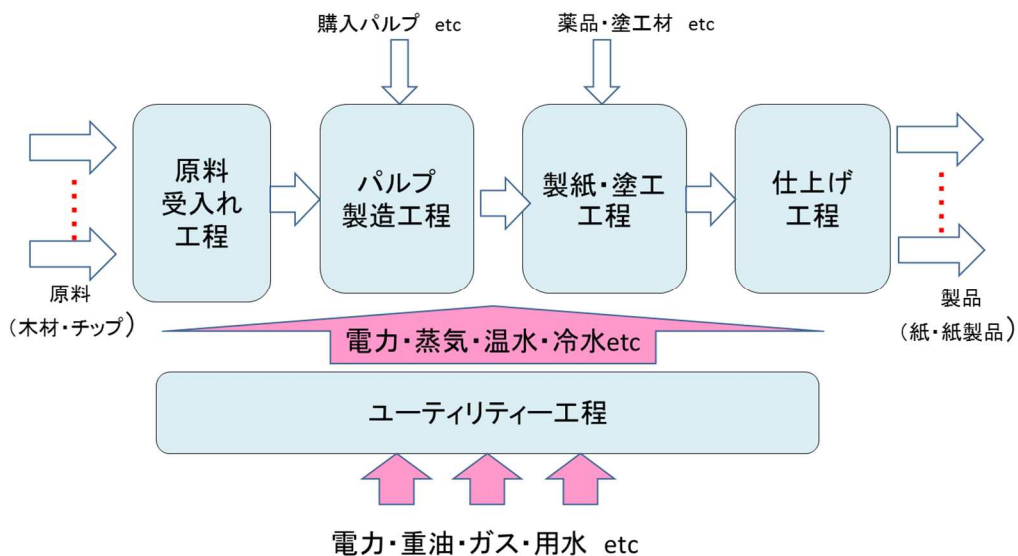 購入パルプ etc
薬品・塗工材 etc
原料
受入れ
工程
パルプ
製造工程
製紙・塗工
工程
仕上げ
工程
原料
（木材・チップ）
製品
（紙・紙製品）
電力・蒸気・温水・冷水etc
ユーティリティー工程
電力・重油・ガス・用水 etc